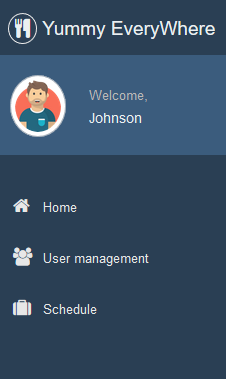 Yummy EveryWhere
Welcome,
Johnson
Home
User management
Schedule